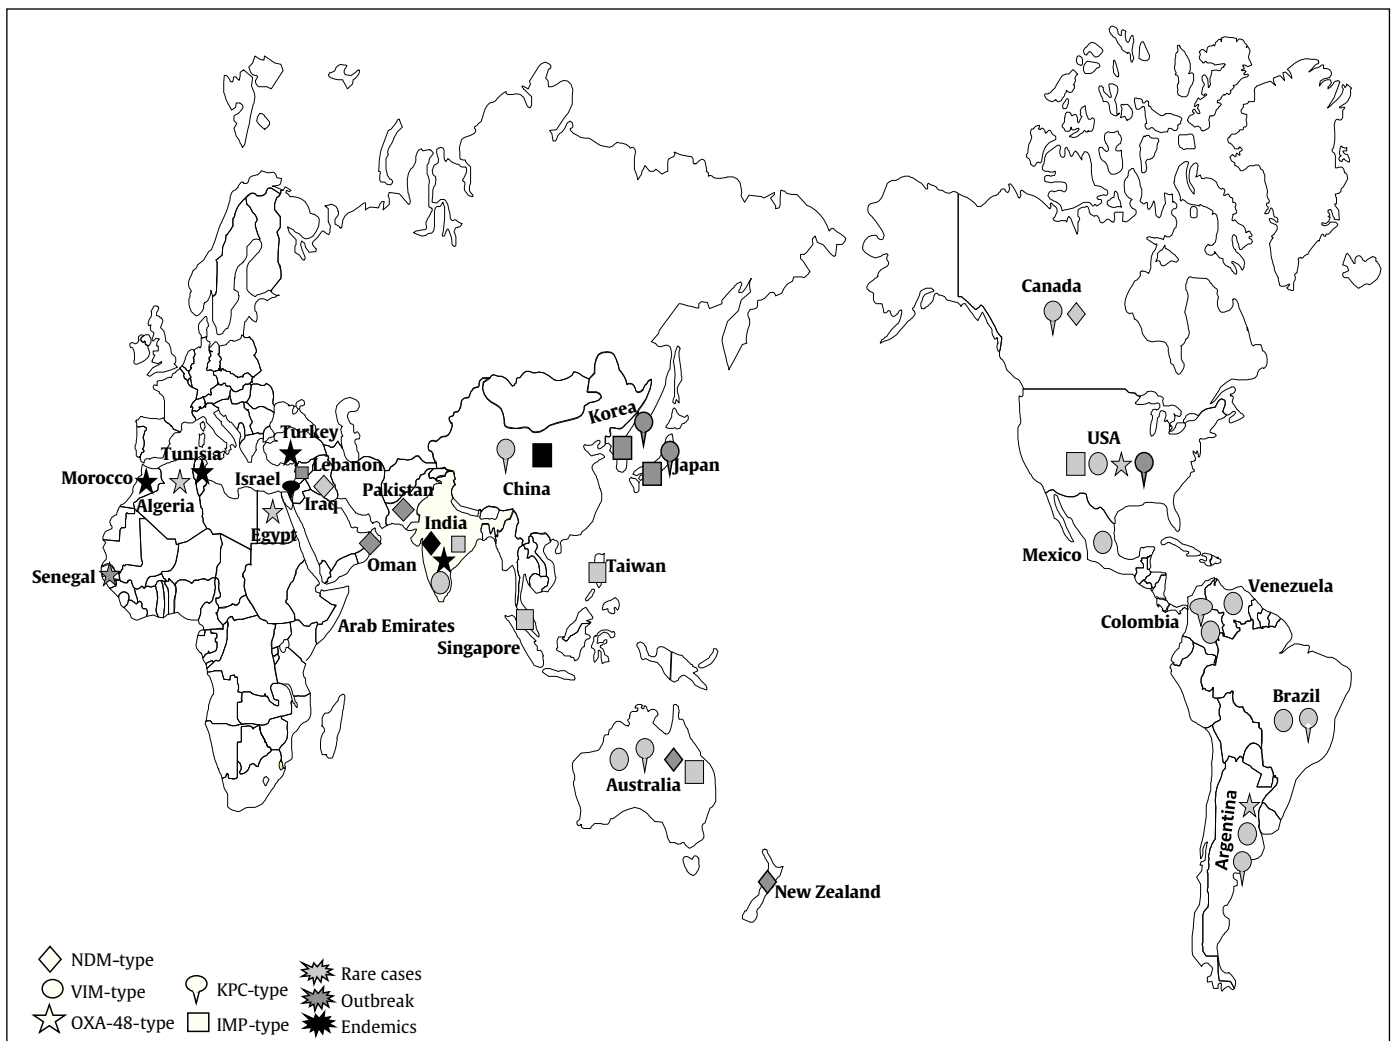 Canada
Korea
Turkey
USA
Tunisia
Lebanon
Japan
Morocco
Israel
Pakistan
China
Algeria
Iraq
India
Egypt
Mexico
Oman
Taiwan
Senegal
Venezuela
Arab Emirates
Colombia
Singapore
Brazil
Australia
Argentina
New Zealand
NDM-type
VIM-type
OXA-48-type
KPC-type
IMP-type
Rare cases
Outbreak
Endemics